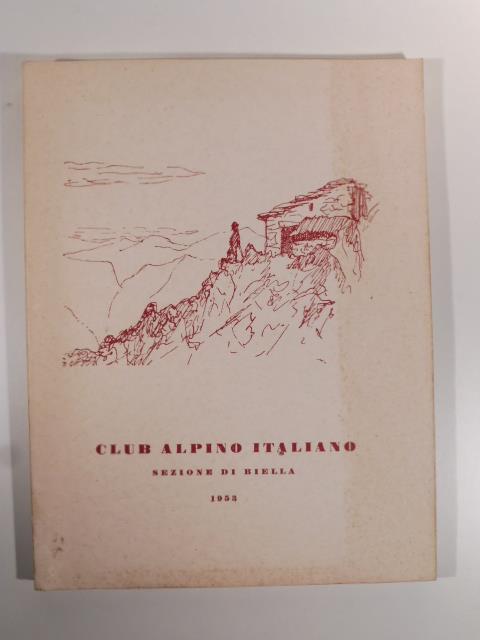 CLUB ALPINO ITALIANO
SEZIONE DI BIELLA
1953